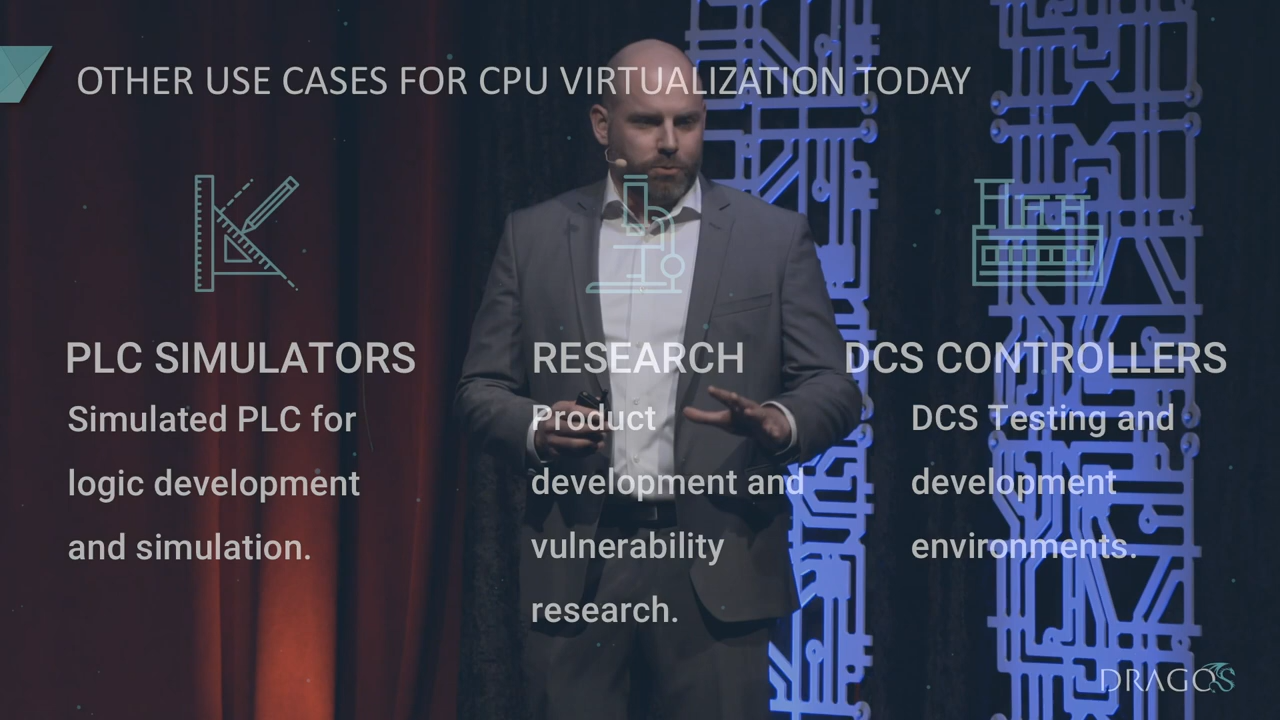 OTHER USE CASES FOR CPU VIRTUALIZATION TODAY
PLC SIMULATORS
Simulated PLC for
logic development
and simulation.
RESEARCH
Product
development and
vulnerability
research.
DCS CONTROLLERS
DCS Testing and
development
environments.
DRAGOS